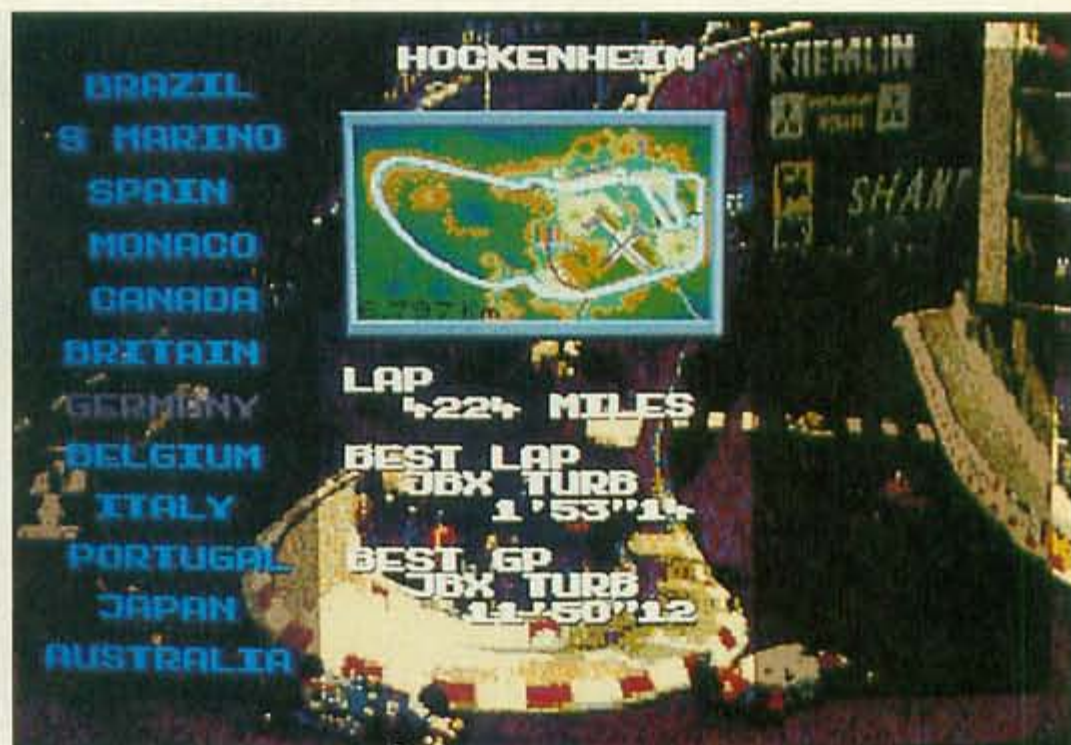 BRAZIL
S MARINO
SPAIN
MONACO
CANADA
BRITAIN
GERMANY
BELGIUM
ITALY
PORTUGAL
JAPAN
AUSTRALIA
HOCKENHEIM
LAP
4224 MILES
BEST LAP
JBX TURB
1'53"14
BEST GP
JBX TURB
11'50"12
KREMLIN
SHANE